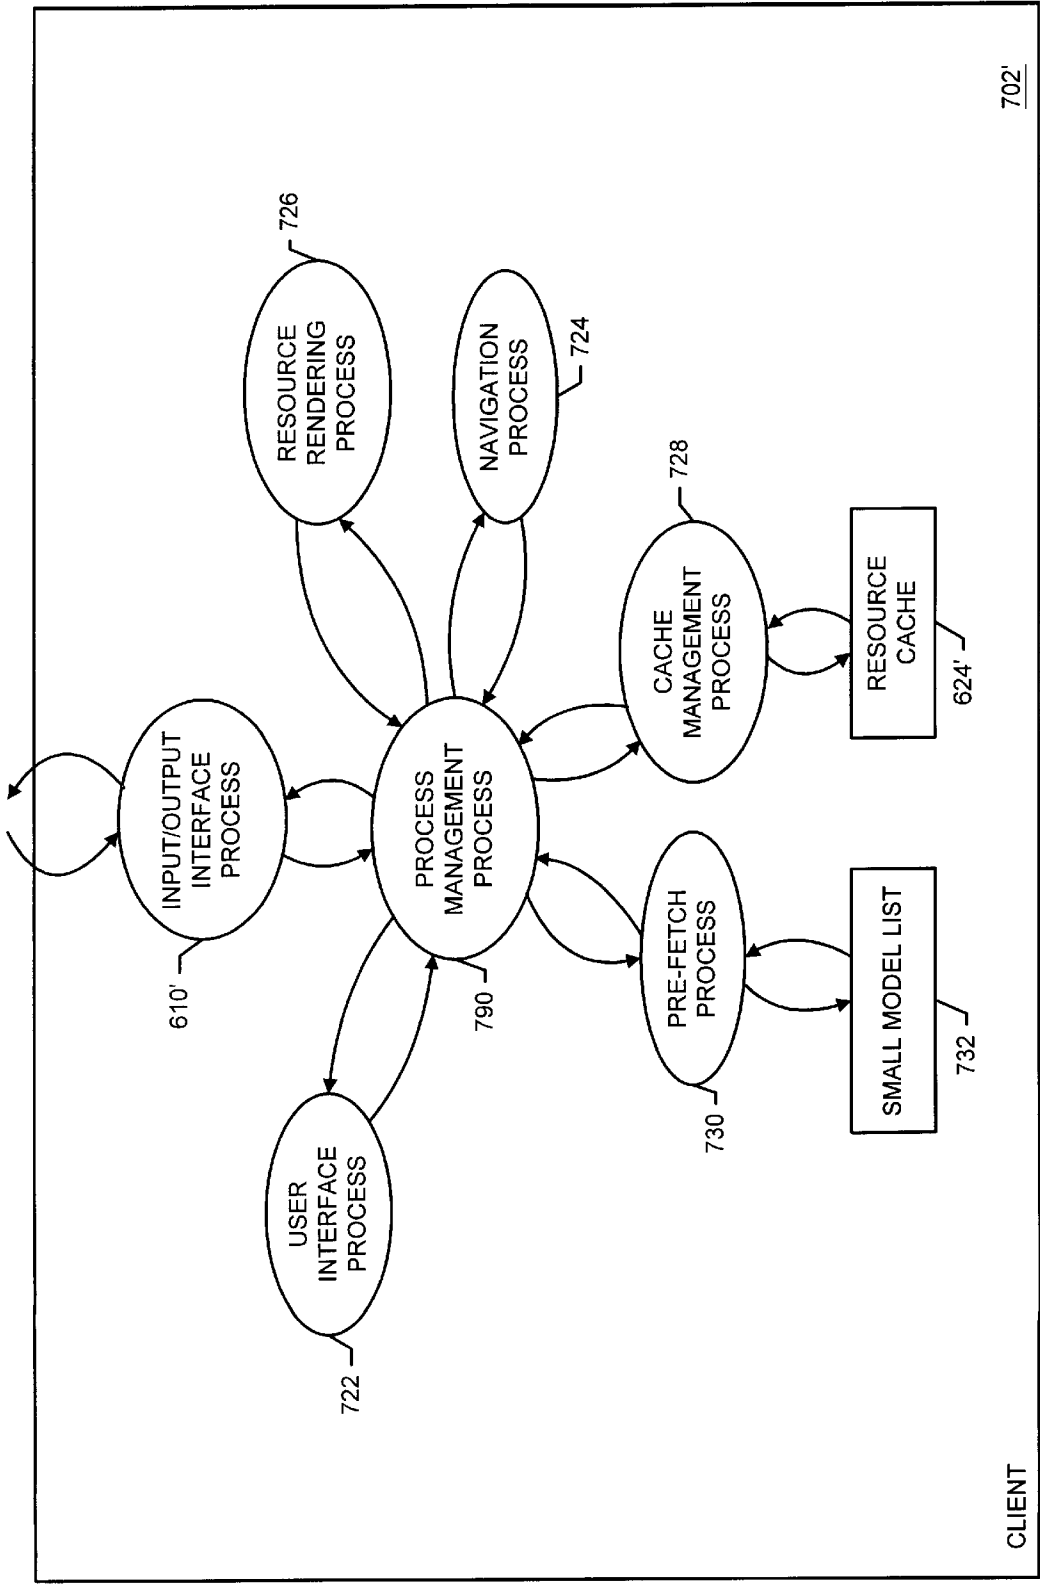 INPUT/OUTPUT
INTERFACE
PROCESS
610'
USER
INTERFACE
PROCESS
722
RESOURCE
RENDERING
PROCESS
726
PROCESS
MANAGEMENT
PROCESS
790
NAVIGATION
PROCESS
724
PRE-FETCH
PROCESS
730
CACHE
MANAGEMENT
PROCESS
728
SMALL MODEL LIST
732
RESOURCE
CACHE
624'
CLIENT
702'